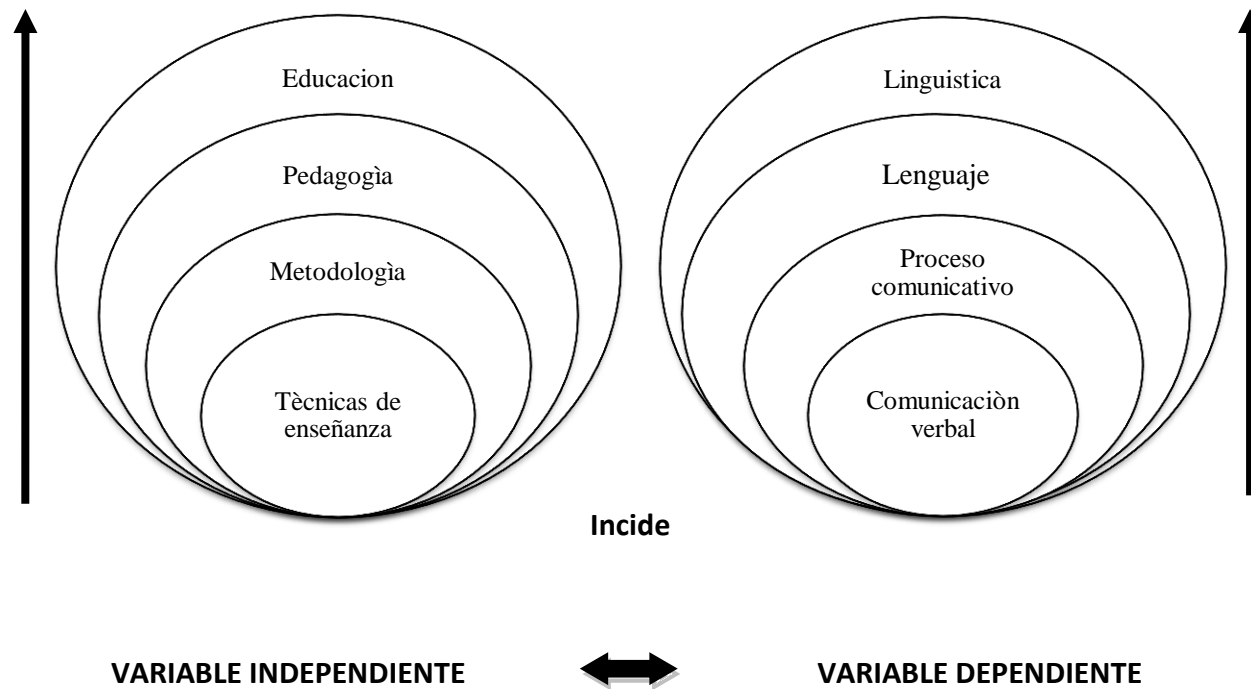 Educacion
Pedagogìa
Metodologìa
Tècnicas de
enseñanza
Linguistica
Lenguaje
Proceso
comunicativo
Comunicaciòn
verbal
Incide
VARIABLE INDEPENDIENTE
VARIABLE DEPENDIENTE